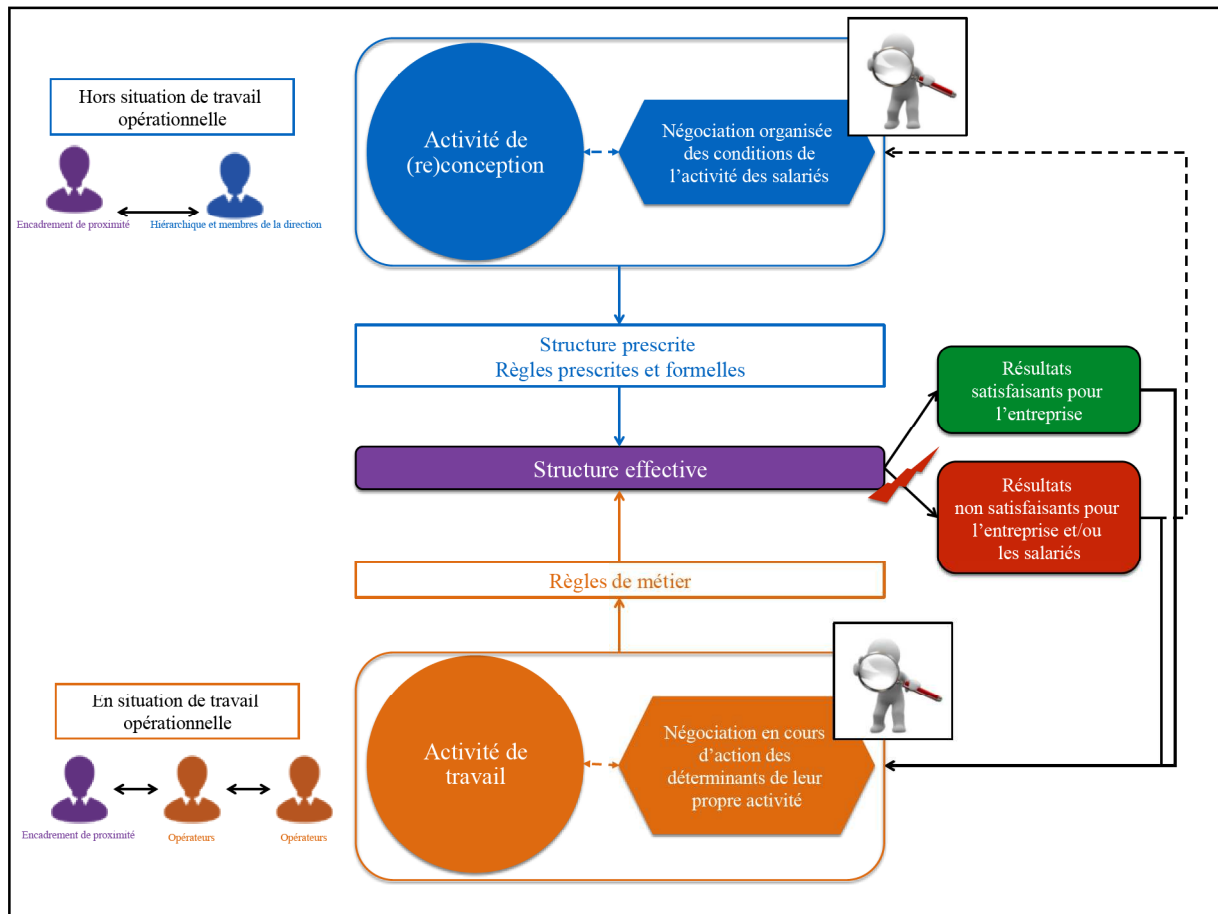 Hors situation de travail
opérationnelle
Encadrement de proximité
Hiérarchique et membres de la direction
Activité de
(re)conception
Négociation organisée
des conditions de
l’activité des salariés
Structure prescrite
Règles prescrites et formelles
Structure effective
Résultats
satisfaisants pour
l’entreprise
Résultats
non satisfaisants pour
l’entreprise et/ou
les salariés
Règles de métier
En situation de travail
opérationnelle
Encadrement de proximité
Opérateurs
Opérateurs
Activité de
travail
Négociation en cours
d’action des
déterminants de leur
propre activité